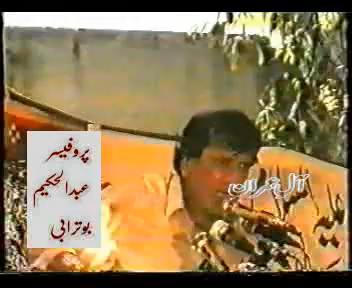 پروفیسر
عبدالحکیم
بوترابی
آل عمران